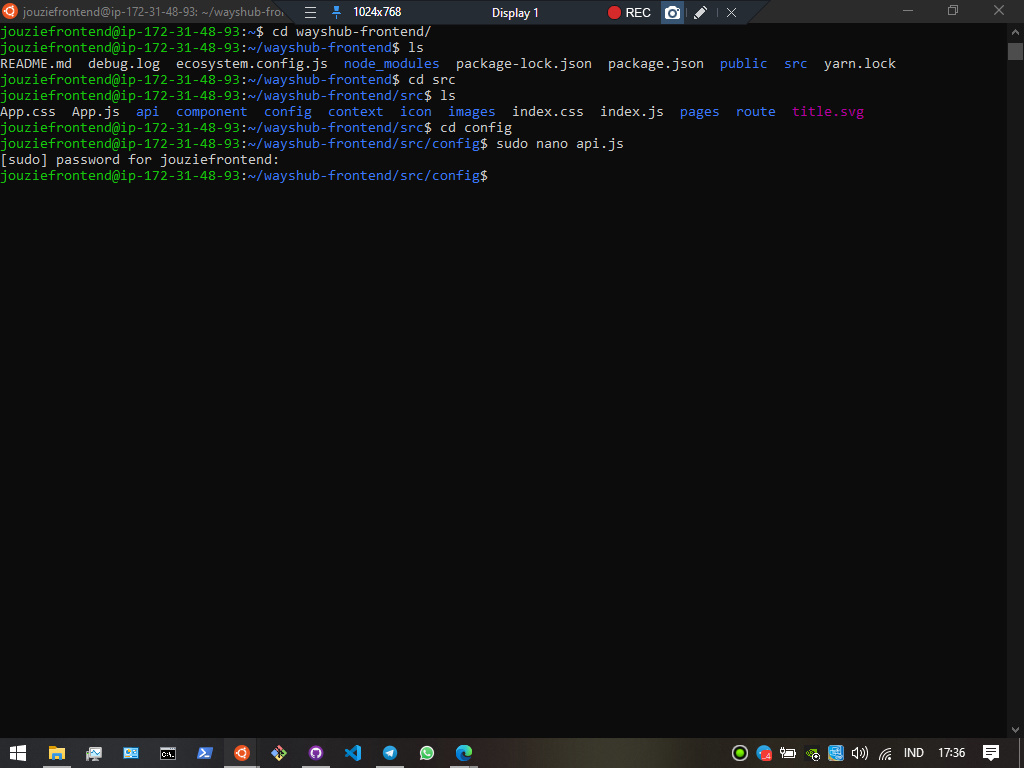 jouziefrontend@ip-172-31-48-93: ~/wayshub-fro
1024x768
Display 1
REC
jouziefrontend@ip-172-31-48-93:~$ cd wayshub-frontend/
jouziefrontend@ip-172-31-48-93:~/wayshub-frontend$ ls
README.md  debug.log  ecosystem.config.js  node_modules  package-lock.json  package.json  public  src  yarn.lock
jouziefrontend@ip-172-31-48-93:~/wayshub-frontend$ cd src
jouziefrontend@ip-172-31-48-93:~/wayshub-frontend/src$ ls
App.css  App.js  api  component  config  context  icon  images  index.css  index.js  pages  route  title.svg
jouziefrontend@ip-172-31-48-93:~/wayshub-frontend/src$ cd config
jouziefrontend@ip-172-31-48-93:~/wayshub-frontend/src/config$ sudo nano api.js
[sudo] password for jouziefrontend:
jouziefrontend@ip-172-31-48-93:~/wayshub-frontend/src/config$
IND
17:36